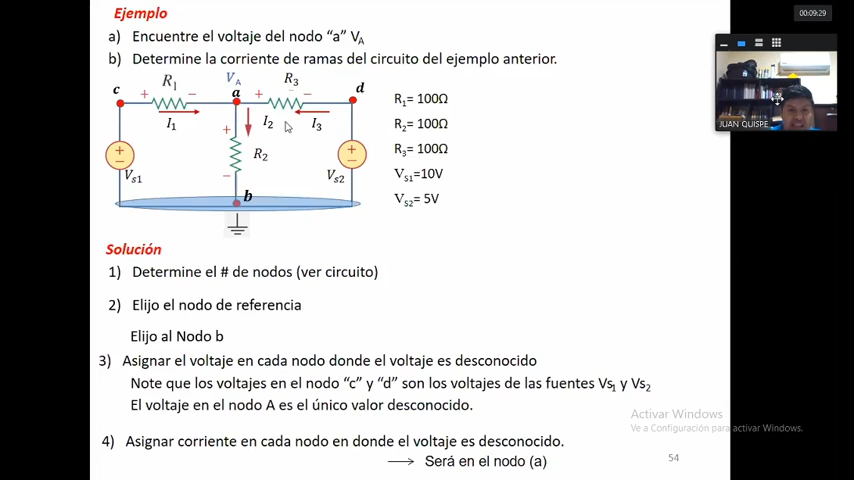 Ejemplo
a) Encuentre el voltaje del nodo “a” VA
b) Determine la corriente de ramas del circuito del ejemplo anterior.
c + R1 − VA a + R3 − d
I1 I2 I3
+ R2 −
+ − Vs1
+ − Vs2
b
R1= 100Ω
R2= 100Ω
R3= 100Ω
VS1=10V
VS2= 5V
Solución
1) Determine el # de nodos (ver circuito)
2) Elijo el nodo de referencia
Elijo al Nodo b
3) Asignar el voltaje en cada nodo donde el voltaje es desconocido
Note que los voltajes en el nodo “c” y “d” son los voltajes de las fuentes Vs1 y Vs2
El voltaje en el nodo A es el único valor desconocido.
4) Asignar corriente en cada nodo en donde el voltaje es desconocido.
→ Será en el nodo (a)
54
Activar Windows
Ve a Configuración para activar Windows.
00:09:29
JUAN QUISPE